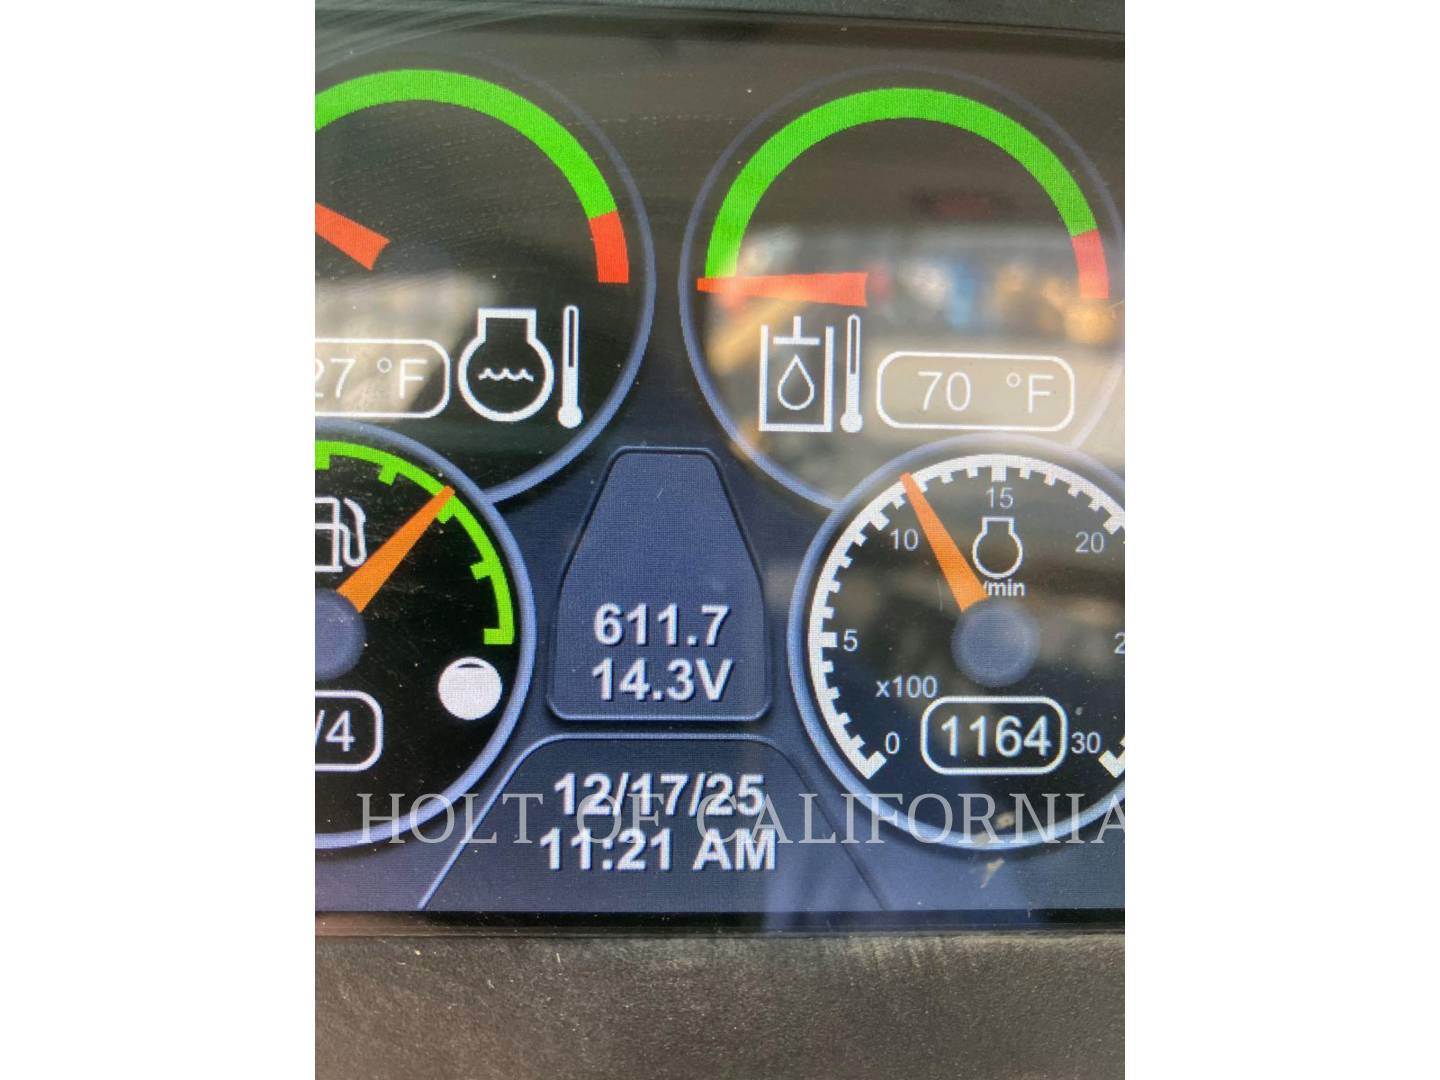 27 °F
70 °F
15
10
20
/min
5
x100
0
1164
30
/4
611.7
14.3V
12/17/25
11:21 AM
HOLT OF CALIFORNIA